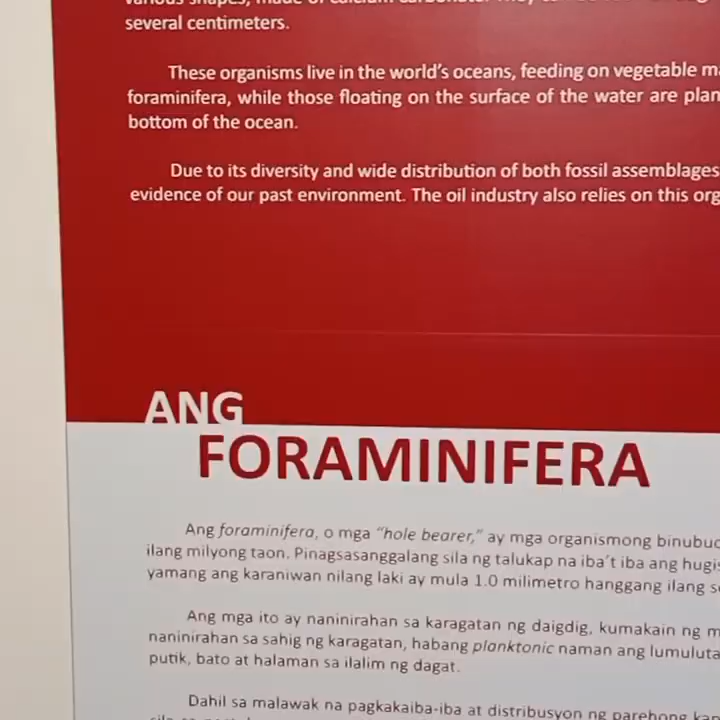 several centimeters.
These organisms live in the world's oceans, feeding on vegetable
foraminifera, while those floating on the surface of the water are
bottom of the ocean.
Due to its diversity and wide distribution of both fossil assemblages
evidence of our past environment. The oil industry also relies on this
ANG
FORAMINIFERA
Ang foraminifera, o mga "hole bearer," ay mga organismong
ilang milyong taon. Pinagsasanggalang sila ng talukap na iba't iba ang
yamang ang karaniwan nilang laki ay mula 1.0 milimetro hanggang ilang
Ang mga ito ay naninirahan sa karagatan ng daigdig, kumakain ng
naninirahan sa sahig ng karagatan, habang planktonic naman ang
putik, bato at halaman sa ilalim ng dagat.
Dahil sa malawak na pagkakaiba-iba at distribusyon ng parehong